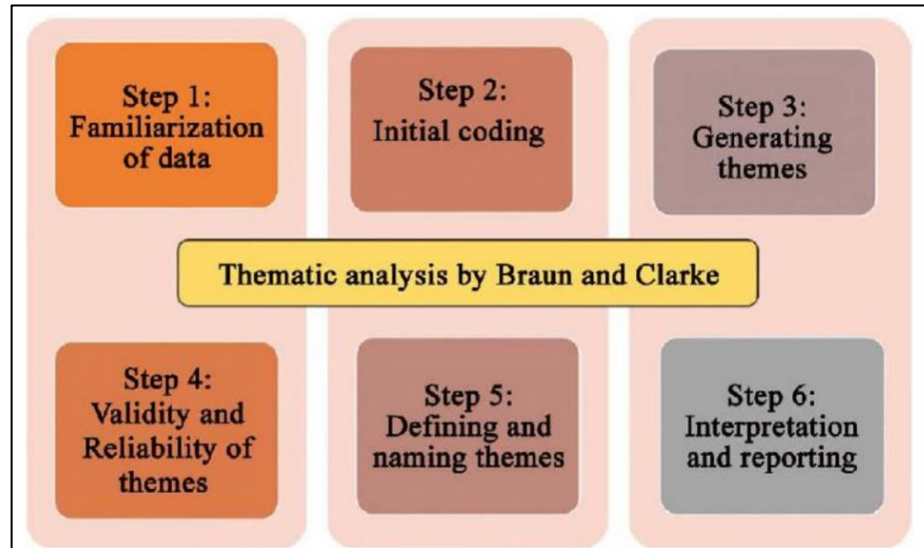 Step 1:
Familiarization
of data
Step 2:
Initial coding
Step 3:
Generating
themes
Thematic analysis by Braun and Clarke
Step 4:
Validity and
Reliability of
themes
Step 5:
Defining and
naming themes
Step 6:
Interpretation
and reporting